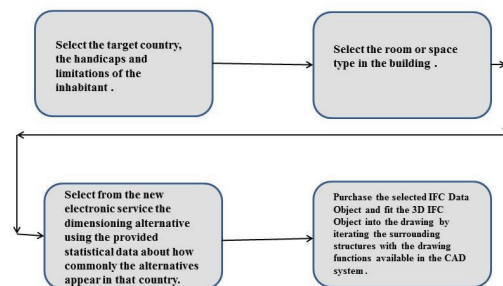 Select the target country,
the handicaps and
limitations of the
inhabitant .
Select the room or space
type in the building .
Select from the new
electronic service the
dimensioning alternative
using the provided
statistical data about how
commonly the alternatives
appear in that country.
Purchase the selected IFC Data
Object and fit the 3D IFC
Object into the drawing by
iterating the surrounding
structures with the drawing
functions available in the CAD
system .